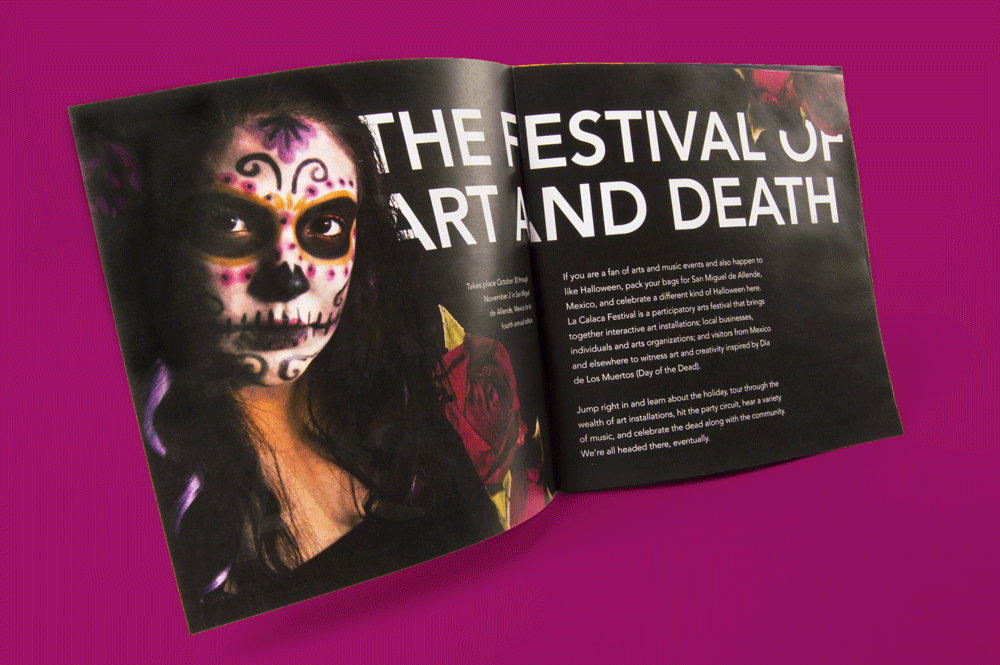 THE FESTIVAL OF
ART AND DEATH
Takes place October 30 through
November 2 in San Miguel
de Allende, Mexico for its
fourth annual edition
If you are a fan of arts and music events and also happen to
like Halloween, pack your bags for San Miguel de Allende,
Mexico, and celebrate a different kind of Halloween here.
La Calaca Festival is a participatory arts festival that brings
together interactive art installations; local businesses,
individuals and arts organizations; and visitors from Mexico
and elsewhere to witness art and creativity inspired by Dia
de Los Muertos (Day of the Dead).
Jump right in and learn about the holiday, tour through the
wealth of art installations, hit the party circuit, hear a variety
of music, and celebrate the dead along with the community.
We're all headed there, eventually.